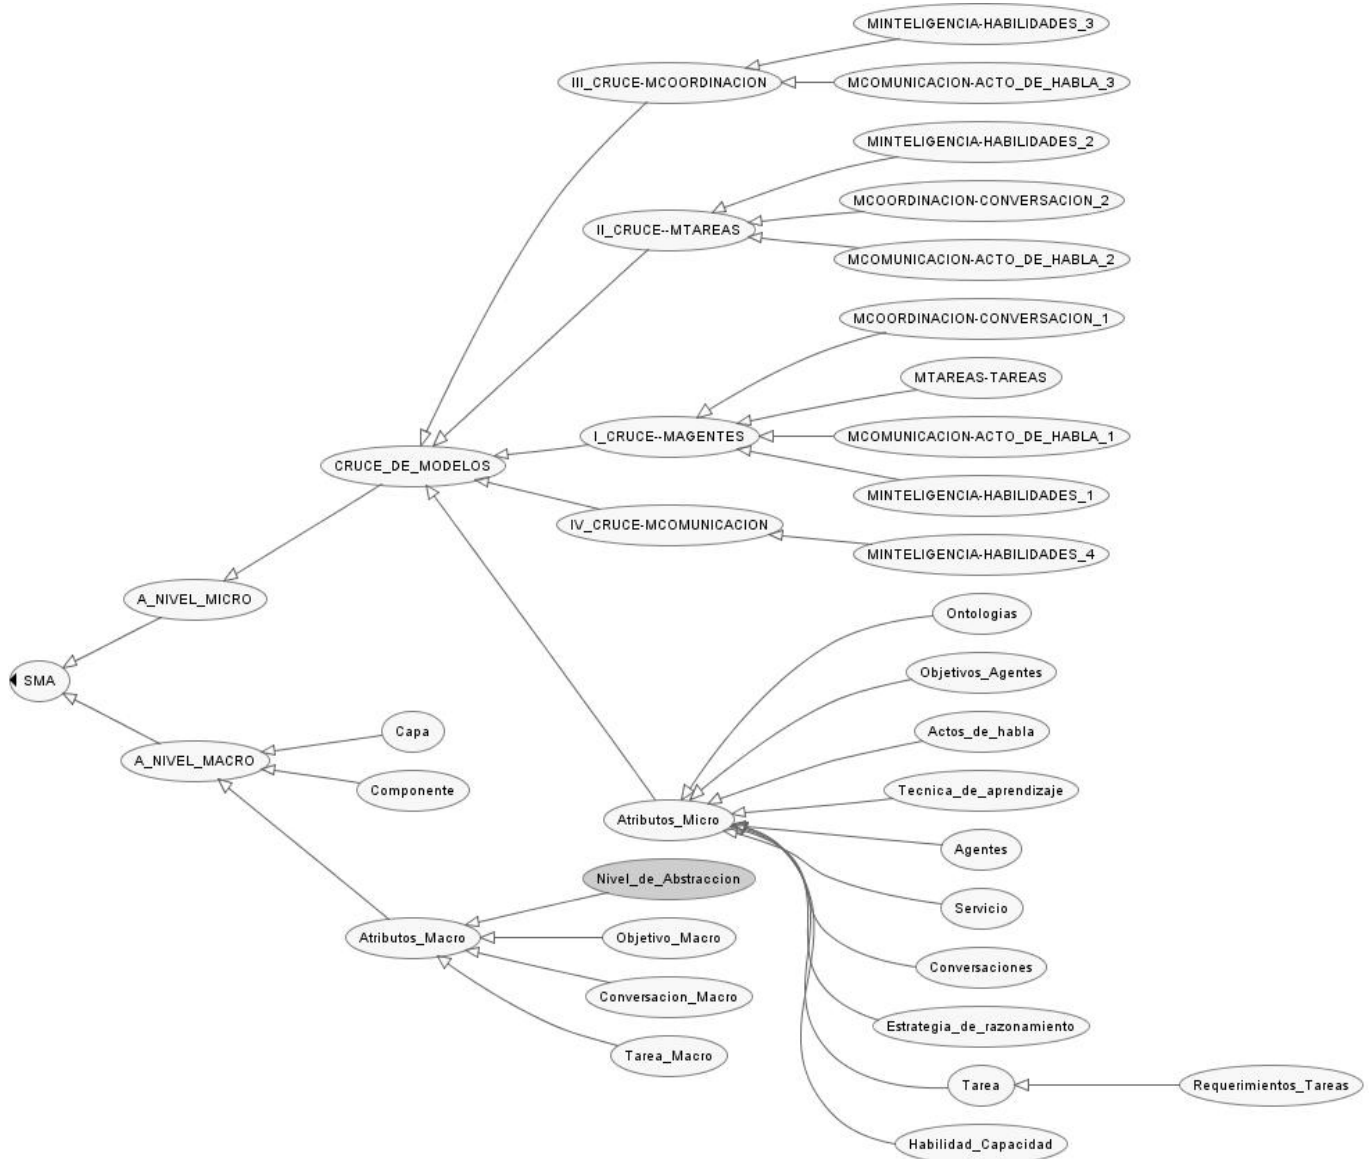 MINTELIGENCIA-HABILIDADES_3
III_CRUCE-MCOORDINACION
MCOMUNICACION-ACTO_DE_HABLA_3
MINTELIGENCIA-HABILIDADES_2
MCOORDINACION-CONVERSACION_2
II_CRUCE--MTAREAS
MCOMUNICACION-ACTO_DE_HABLA_2
MCOORDINACION-CONVERSACION_1
MTAREAS-TAREAS
I_CRUCE--MAGENTES
MCOMUNICACION-ACTO_DE_HABLA_1
CRUCE_DE_MODELOS
MINTELIGENCIA-HABILIDADES_1
IV_CRUCE-MCOMUNICACION
MINTELIGENCIA-HABILIDADES_4
A_NIVEL_MICRO
Ontologias
Objetivos_Agentes
SMA
Actos_de_habla
Capa
A_NIVEL_MACRO
Componente
Tecnica_de_aprendizaje
Atributos_Micro
Agentes
Nivel_de_Abstraccion
Servicio
Atributos_Macro
Objetivo_Macro
Conversaciones
Conversacion_Macro
Estrategia_de_razonamiento
Tarea_Macro
Tarea
Requerimientos_Tareas
Habilidad_Capacidad